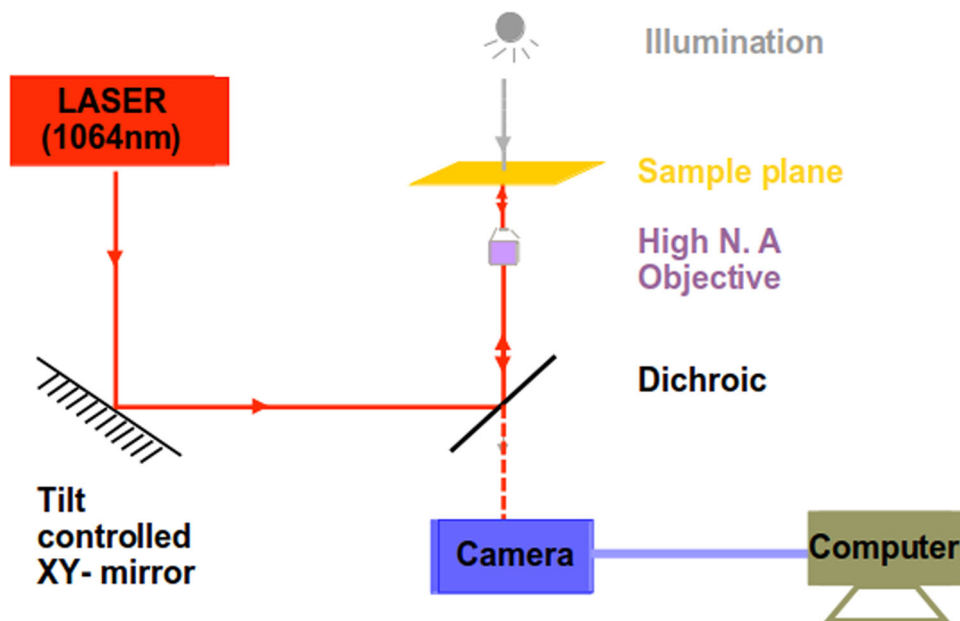 Illumination
LASER
(1064nm)
Sample plane
High N. A
Objective
Dichroic
Tilt
controlled
XY- mirror
Camera
Computer